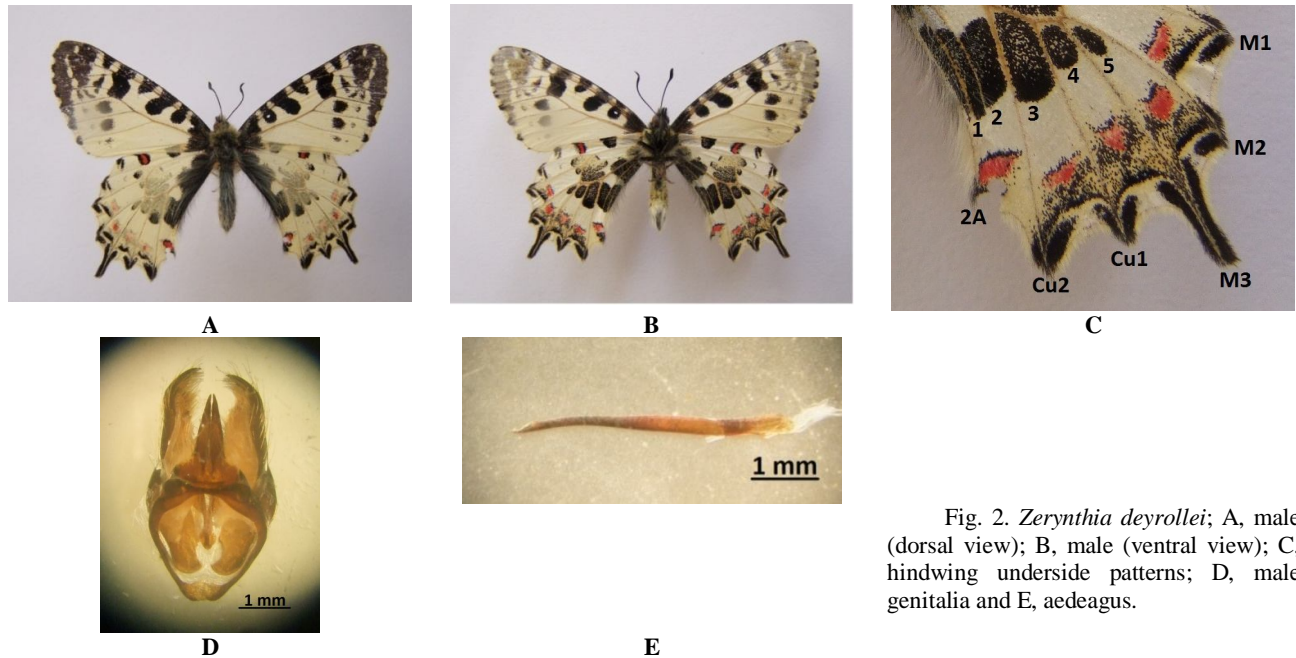 M1
5
4
3
2
1
M2
2A
Cu1
Cu2
M3
A
B
C
1 mm
1 mm
D
E
Fig. 2. Zerynthia deyrollei; A, male
(dorsal view); B, male (ventral view); C,
hindwing underside patterns; D, male
genitalia and E, aedeagus.